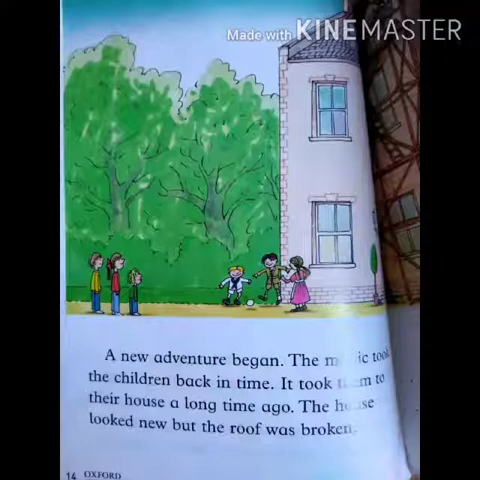 Made with KINEMASTER
A new adventure began. The took
the children back in time. It took to
their house a long time ago. The
looked new but the roof was broken.
14 OXFORD